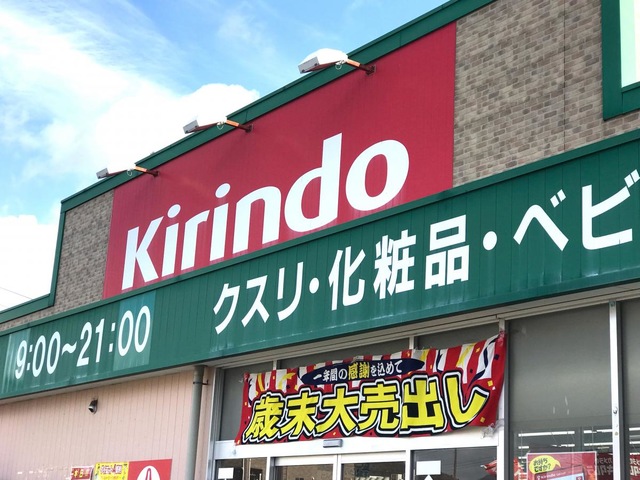 Kirindo
9:00~21:00
クスリ・化粧品・ベビ
一年間の感謝を込めて
歳末大売出し